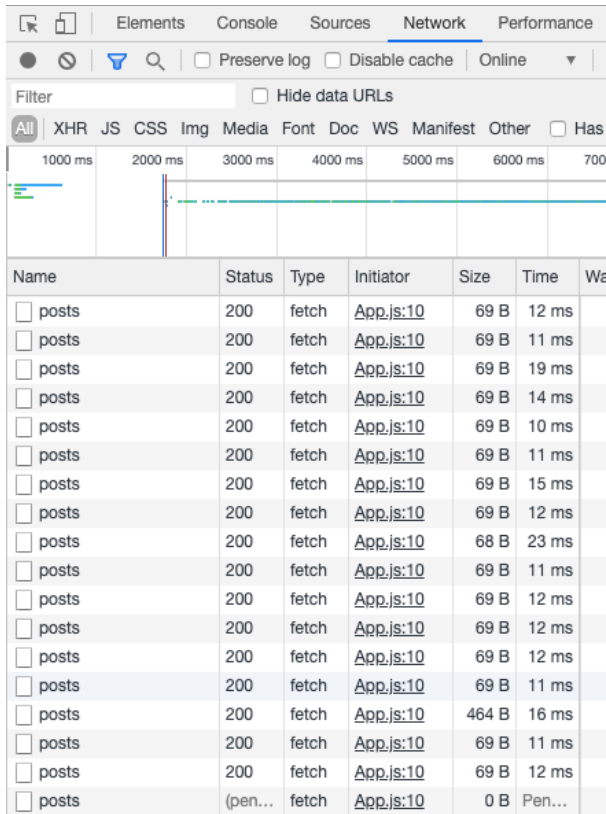 Elements Console Sources Network Performance
Preserve log Disable cache Online ▼
Filter Hide data URLs
All XHR JS CSS Img Media Font Doc WS Manifest Other Has
1000 ms 2000 ms 3000 ms 4000 ms 5000 ms 6000 ms 700
Name Status Type Initiator Size Time Wa
posts 200 fetch App.js:10 69 B 12 ms
posts 200 fetch App.js:10 69 B 11 ms
posts 200 fetch App.js:10 69 B 19 ms
posts 200 fetch App.js:10 69 B 14 ms
posts 200 fetch App.js:10 69 B 10 ms
posts 200 fetch App.js:10 69 B 11 ms
posts 200 fetch App.js:10 69 B 15 ms
posts 200 fetch App.js:10 69 B 12 ms
posts 200 fetch App.js:10 68 B 23 ms
posts 200 fetch App.js:10 69 B 11 ms
posts 200 fetch App.js:10 69 B 12 ms
posts 200 fetch App.js:10 69 B 12 ms
posts 200 fetch App.js:10 69 B 12 ms
posts 200 fetch App.js:10 69 B 11 ms
posts 200 fetch App.js:10 464 B 16 ms
posts 200 fetch App.js:10 69 B 11 ms
posts 200 fetch App.js:10 69 B 12 ms
posts (pen... fetch App.js:10 0 B Pen...